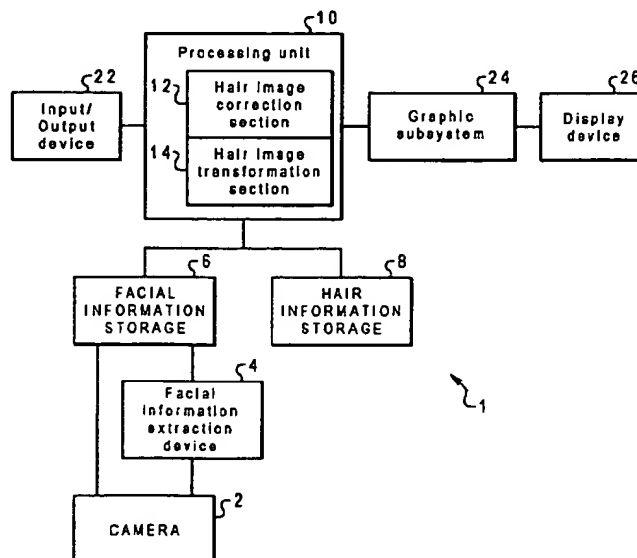 10
Processing unit
22
12
Hair image
correction
section
24
26
Input/
Output
device
Graphic
subsystem
Display
device
14
Hair image
transformation
section
6
8
FACIAL
INFORMATION
STORAGE
HAIR
INFORMATION
STORAGE
4
Facial
information
extraction
device
1
2
CAMERA